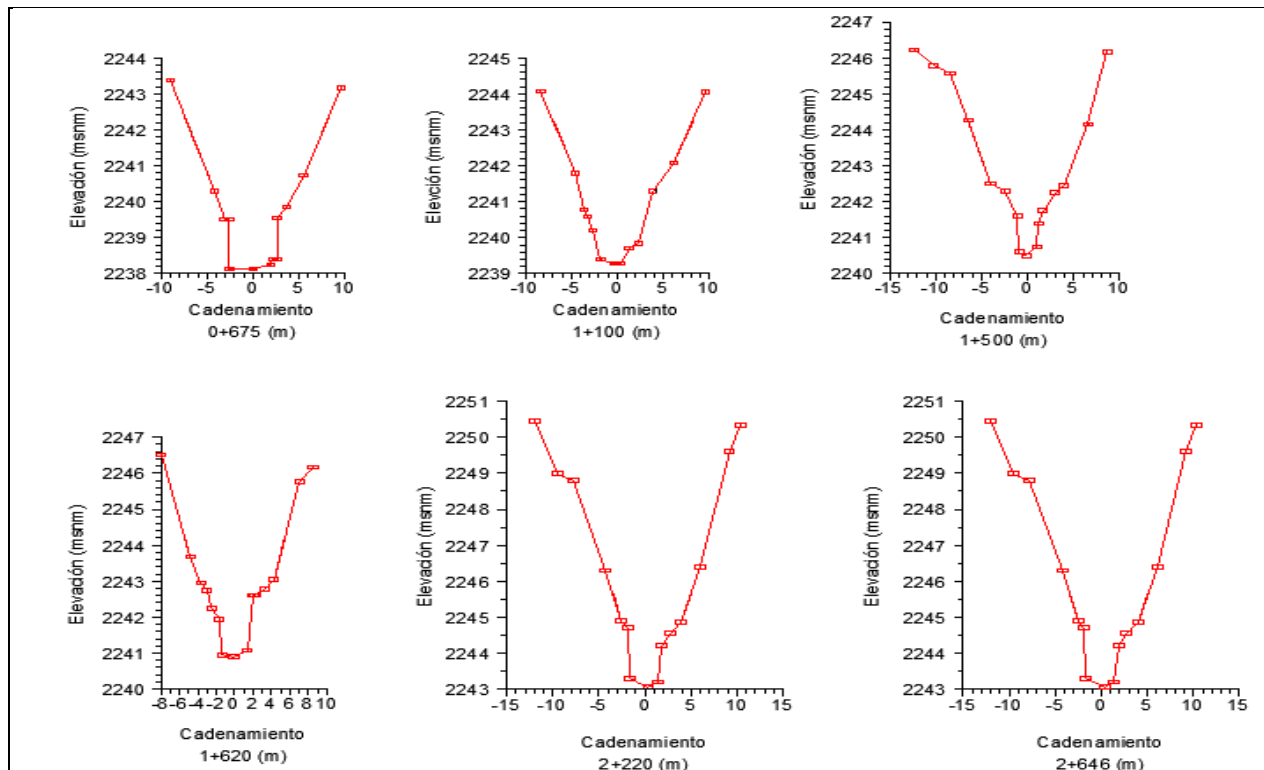 2244
2243
2242
2241
2240
2239
2238
Elevación (msnm)
-10 -5 0 5 10
Cadenamiento
0+675 (m)
2245
2244
2243
2242
2241
2240
2239
Elevción (msnm)
-10 -5 0 5 10
Cadenamiento
1+100 (m)
2247
2246
2245
2244
2243
2242
2241
2240
Elevación (msnm)
-15 -10 -5 0 5 10
Cadenamiento
1+500 (m)
2247
2246
2245
2244
2243
2242
2241
2240
Elevación (msnm)
-8 -6 -4 -2 0 2 4 6 8 10
Cadenamiento
1+620 (m)
2251
2250
2249
2248
2247
2246
2245
2244
2243
Elevación (msnm)
-15 -10 -5 0 5 10 15
Cadenamiento
2+220 (m)
2251
2250
2249
2248
2247
2246
2245
2244
2243
Elevación (msnm)
-15 -10 -5 0 5 10 15
Cadenamiento
2+646 (m)